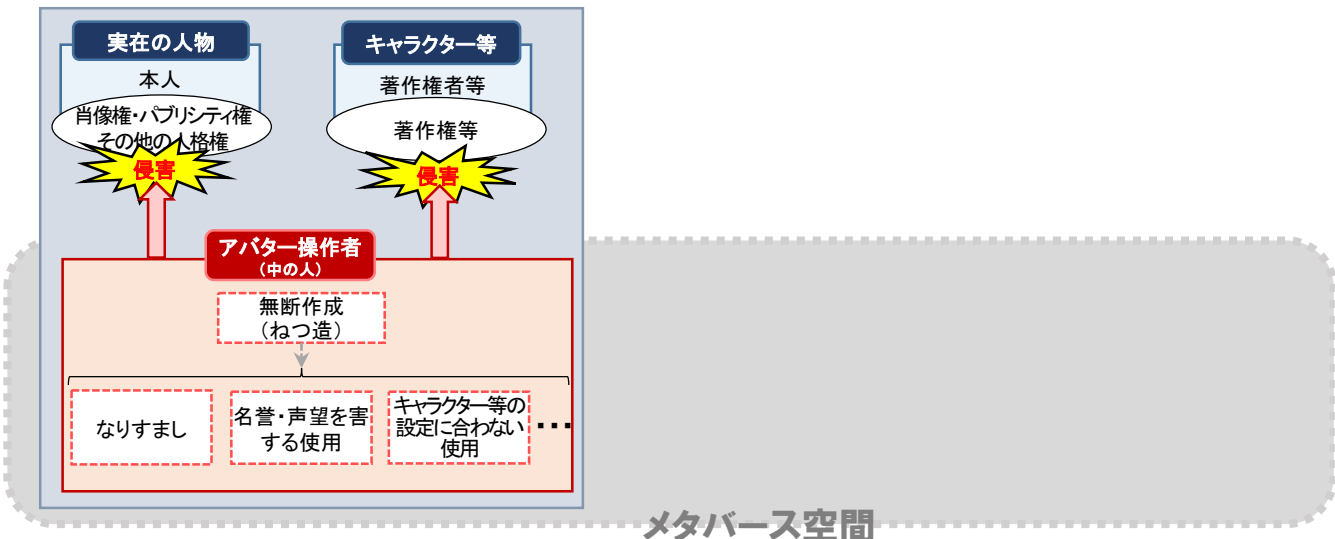 実在の人物
本人
肖像権・パブリシティ権
その他の人格権
侵害
キャラクター等
著作権者等
著作権等
侵害
アバター操作者
（中の人）
無断作成
（ねつ造）
なりすまし
名誉・声望を害
する使用
キャラクター等の
設定に合わない
使用
…
メタバース空間